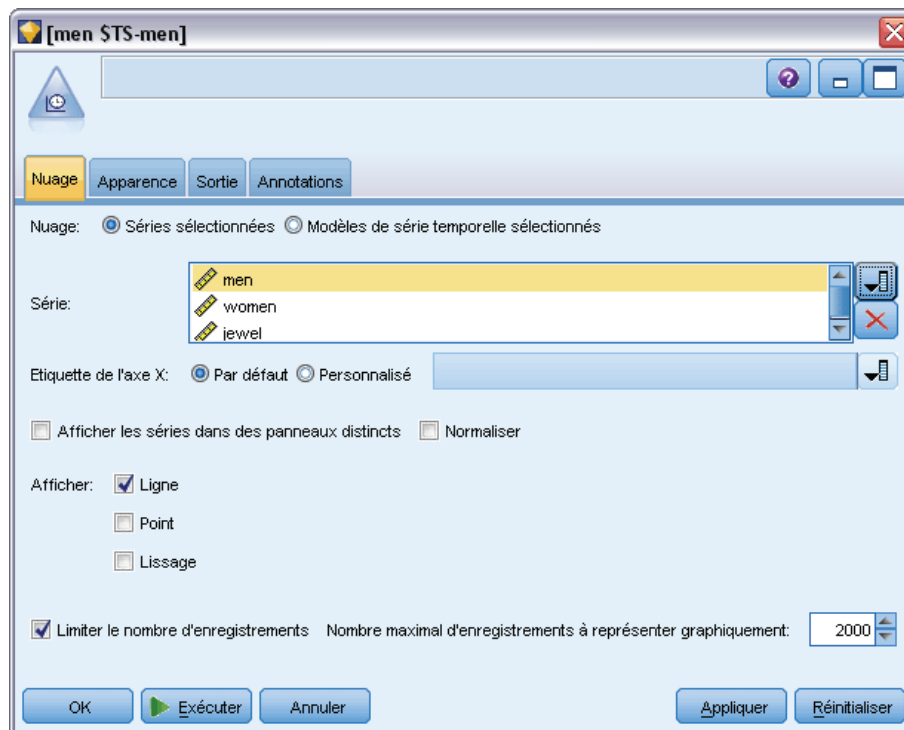 [men $TS-men]
Nuage Apparence Sortie Annotations
Nuage: Séries sélectionnées Modèles de série temporelle sélectionnés
Série:
men
women
jewel
Etiquette de l'axe X: Par défaut Personnalisé
Afficher les séries dans des panneaux distincts Normaliser
Afficher: Ligne
Point
Lissage
Limiter le nombre d'enregistrements Nombre maximal d'enregistrements à représenter graphiquement: 2000
OK Exécuter Annuler Appliquer Réinitialiser